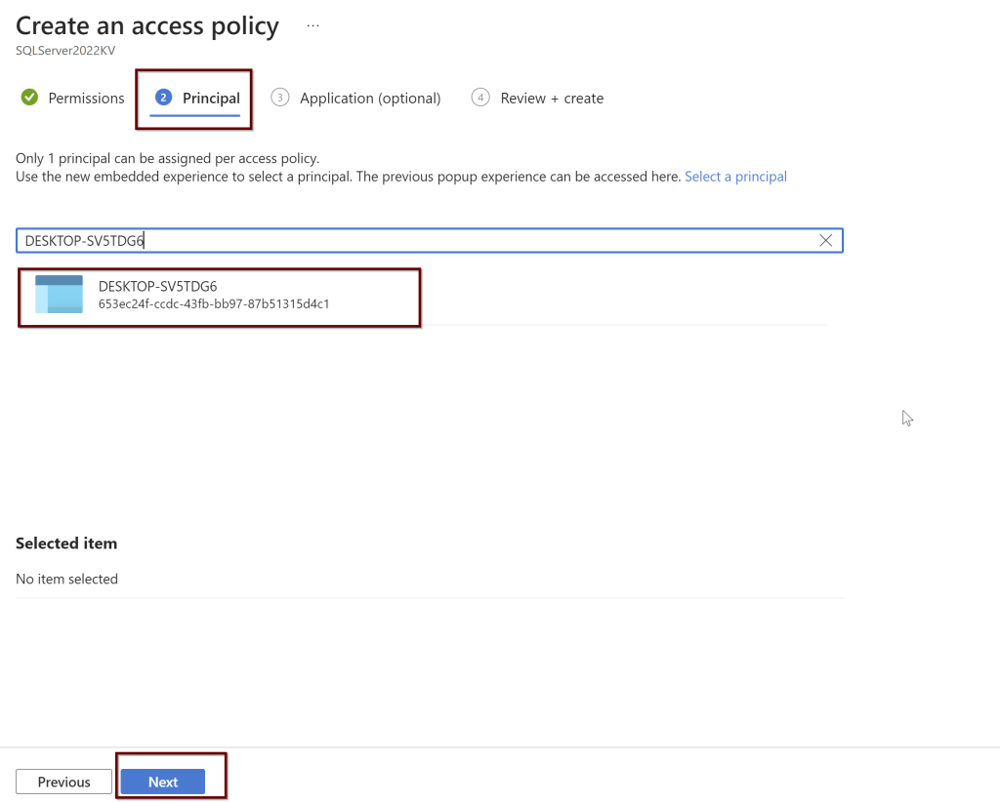 Create an access policy ...
SQLServer2022KV
Permissions 2 Principal 3 Application (optional) 4 Review + create
Only 1 principal can be assigned per access policy.
Use the new embedded experience to select a principal. The previous popup experience can be accessed here. Select a principal
DESKTOP-SV5TDG6
DESKTOP-SV5TDG6
653ec24f-ccdc-43fb-bb97-87b51315d4c1
Selected item
No item selected
Previous Next